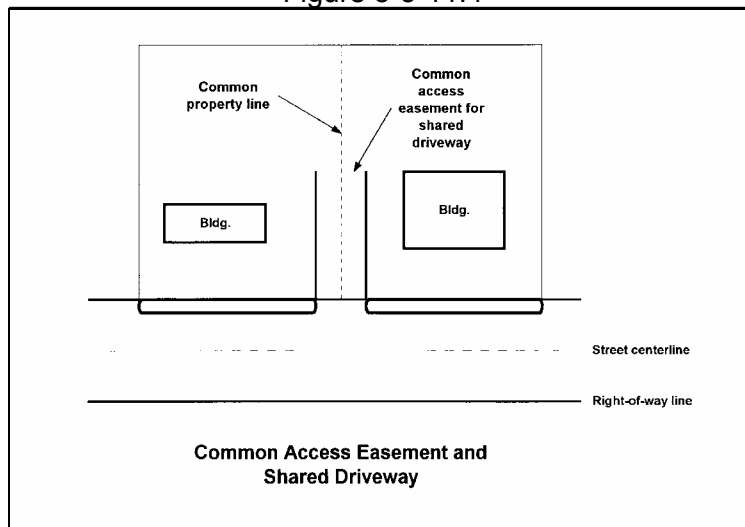 Common
property line
Common
access
easement for
shared
driveway
Bldg.
Bldg.
Street centerline
Right-of-way line
Common Access Easement and
Shared Driveway